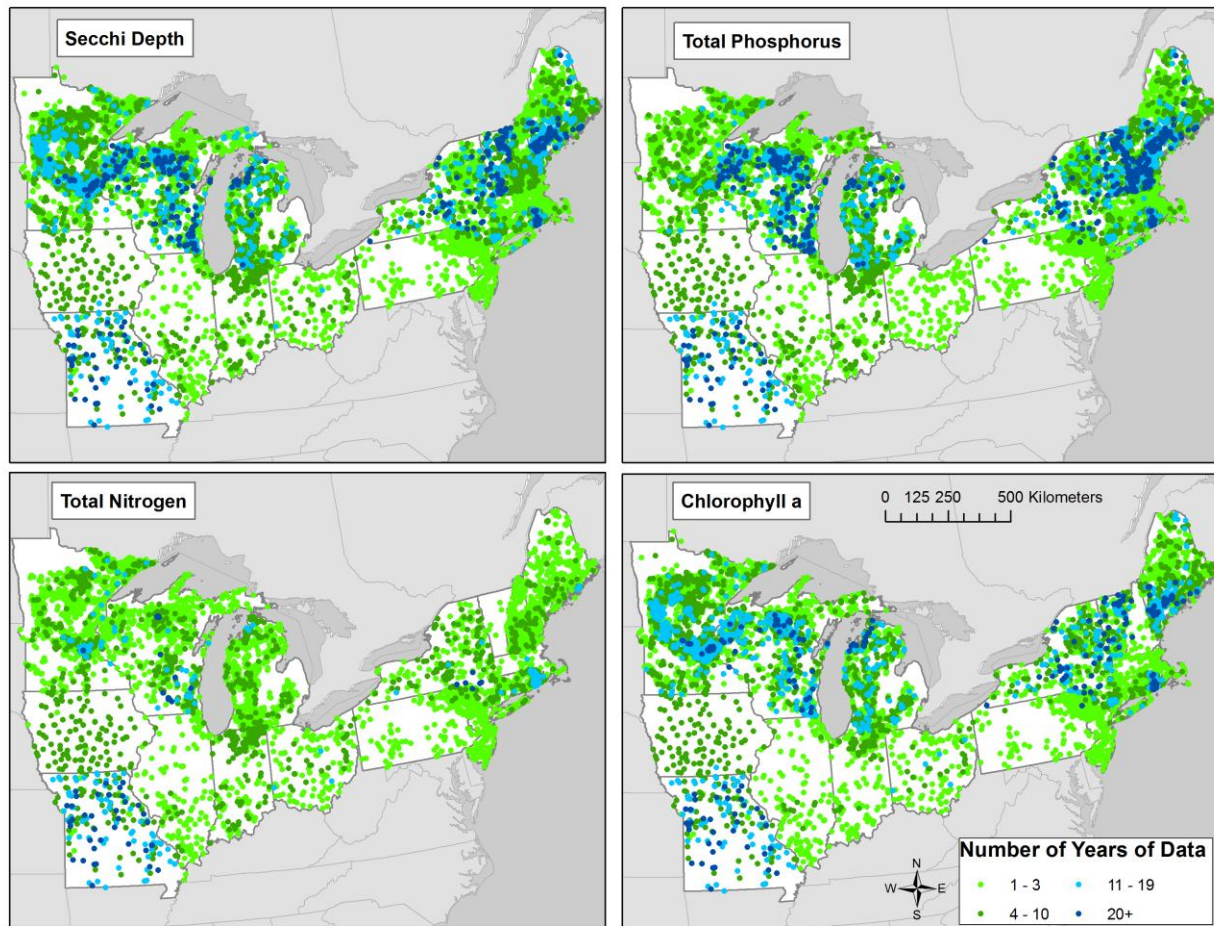 Secchi Depth
Total Phosphorus
Total Nitrogen
Chlorophyll a
0 125 250 500 Kilometers
N
W E
S
Number of Years of Data
1 - 3 11 - 19
4 - 10 20+